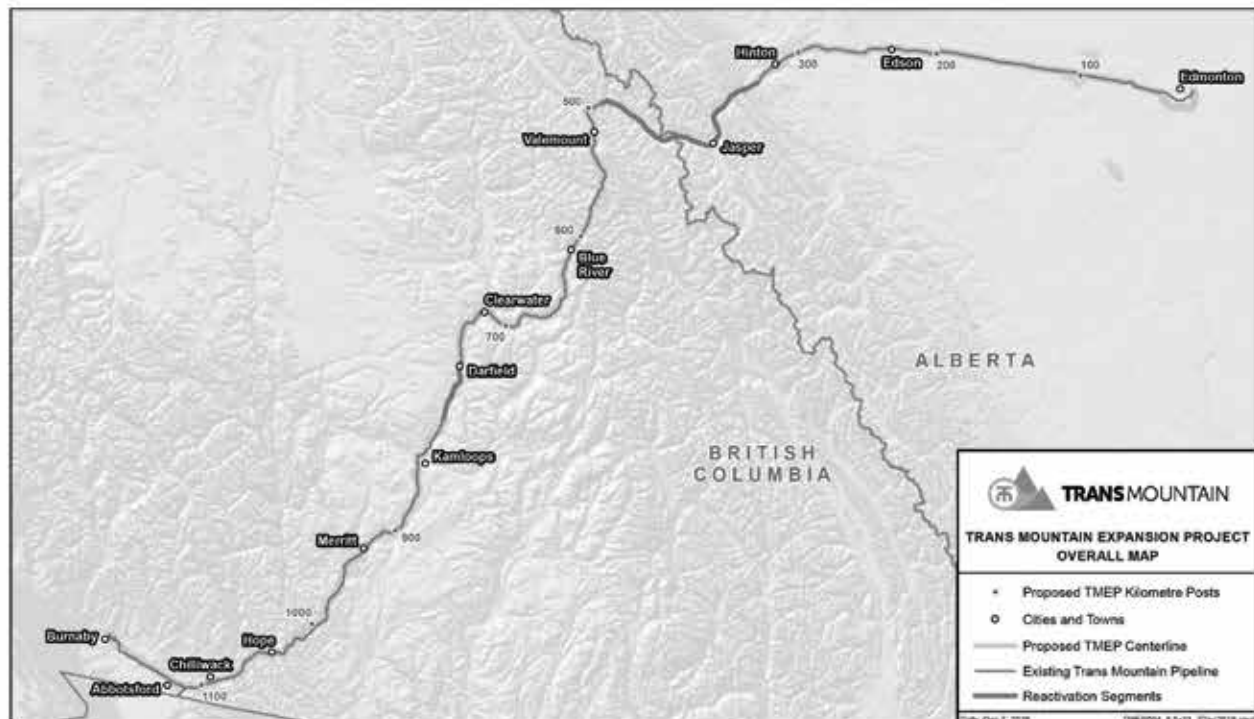 Hinton
300
Edson
200
100
Edmonton
500
Valemount
Jasper
600
Blue
River
Clearwater
700
Darfield
ALBERTA
Kamloops
BRITISH
COLUMBIA
Merritt
900
1000
Burnaby
Hope
Chilliwack
Abbotsford
1100
TRANSMOUNTAIN
TRANS MOUNTAIN EXPANSION PROJECT
OVERALL MAP
Proposed TMEP Kilometre Posts
Cities and Towns
Proposed TMEP Centerline
Existing Trans Mountain Pipeline
Reactivation Segments